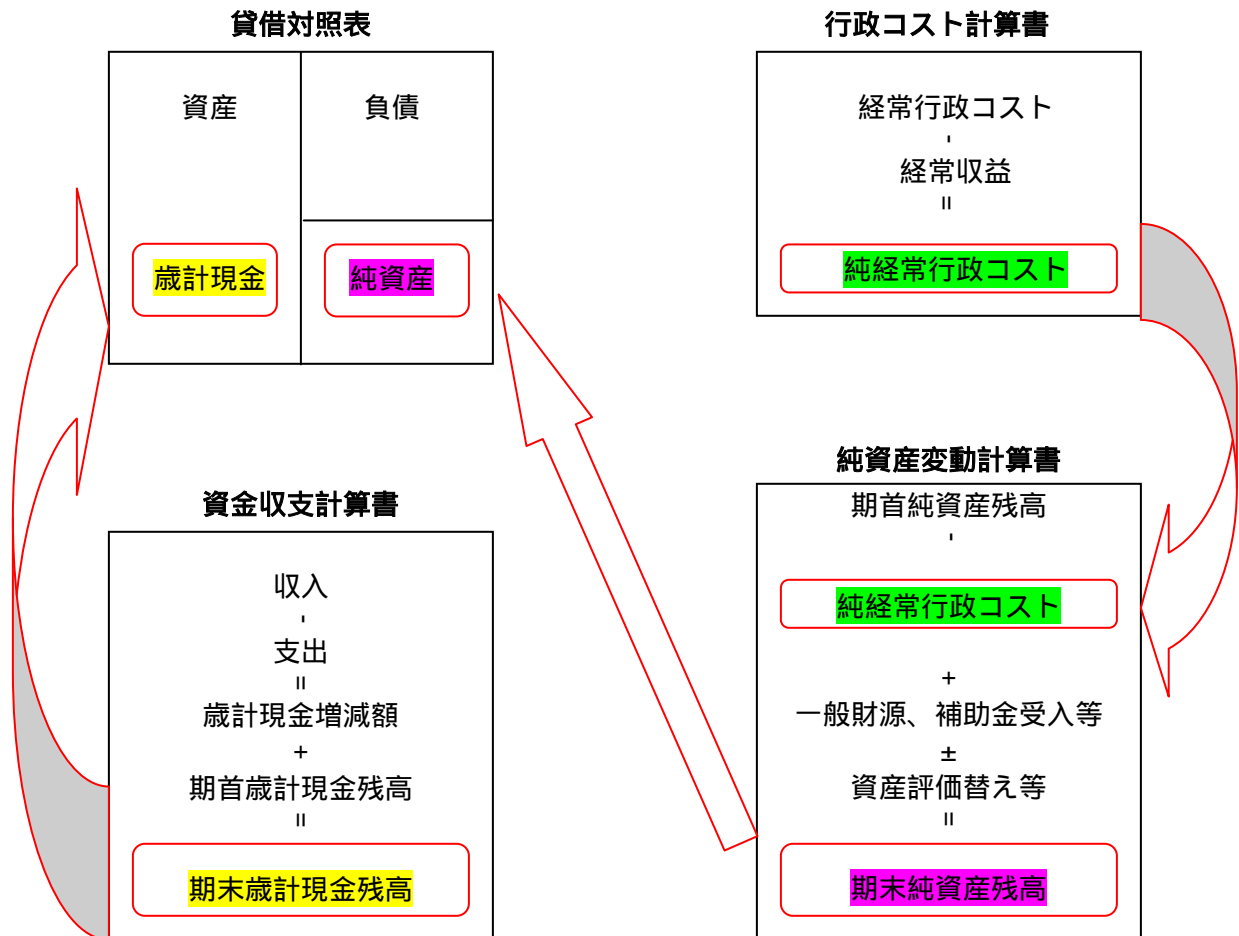 貸借対照表
資産
負債
歳計現金
純資産
行政コスト計算書
経常行政コスト
-
経常収益
=
純経常行政コスト
資金収支計算書
収入
-
支出
=
歳計現金増減額
+
期首歳計現金残高
=
期末歳計現金残高
純資産変動計算書
期首純資産残高
-
純経常行政コスト
+
一般財源、補助金受入等
±
資産評価替え等
=
期末純資産残高